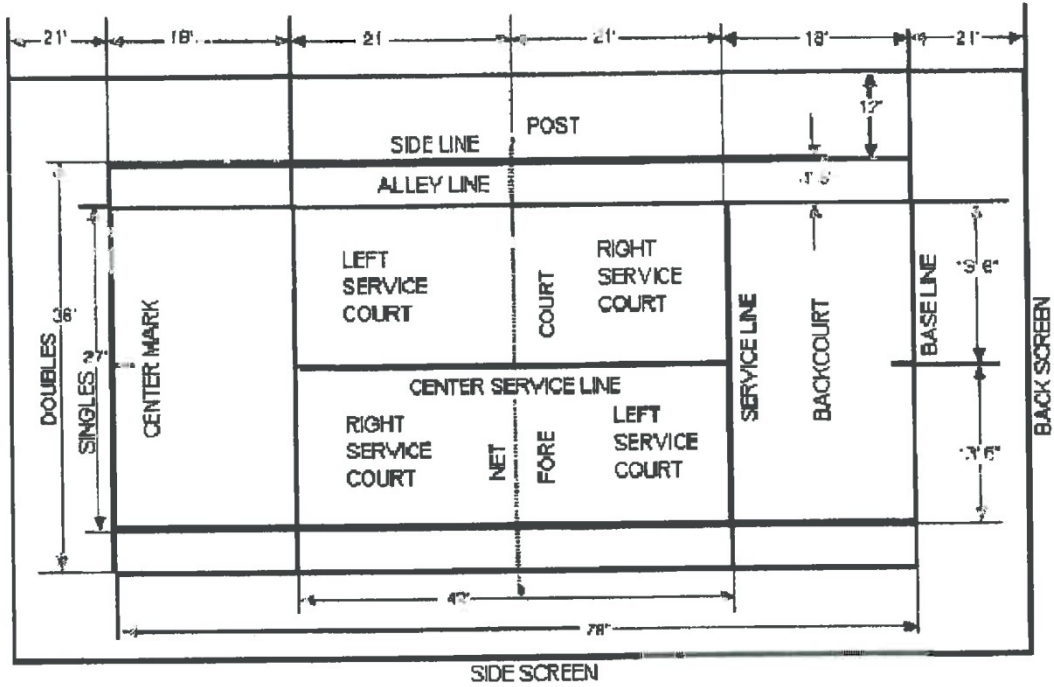 21'
18'
21
21'
18'
21'
12'
POST
SIDE LINE
ALLEY LINE
LEFT
SERVICE
COURT
RIGHT
SERVICE
COURT
COURT
SERVICE LINE
BACKCOURT
BASE LINE
BACK SCREEN
DOUBLES
36'
SINGLES
27'
CENTER MARK
CENTER SERVICE LINE
RIGHT
SERVICE
COURT
NET
FORE
LEFT
SERVICE
COURT
42'
78'
SIDE SCREEN